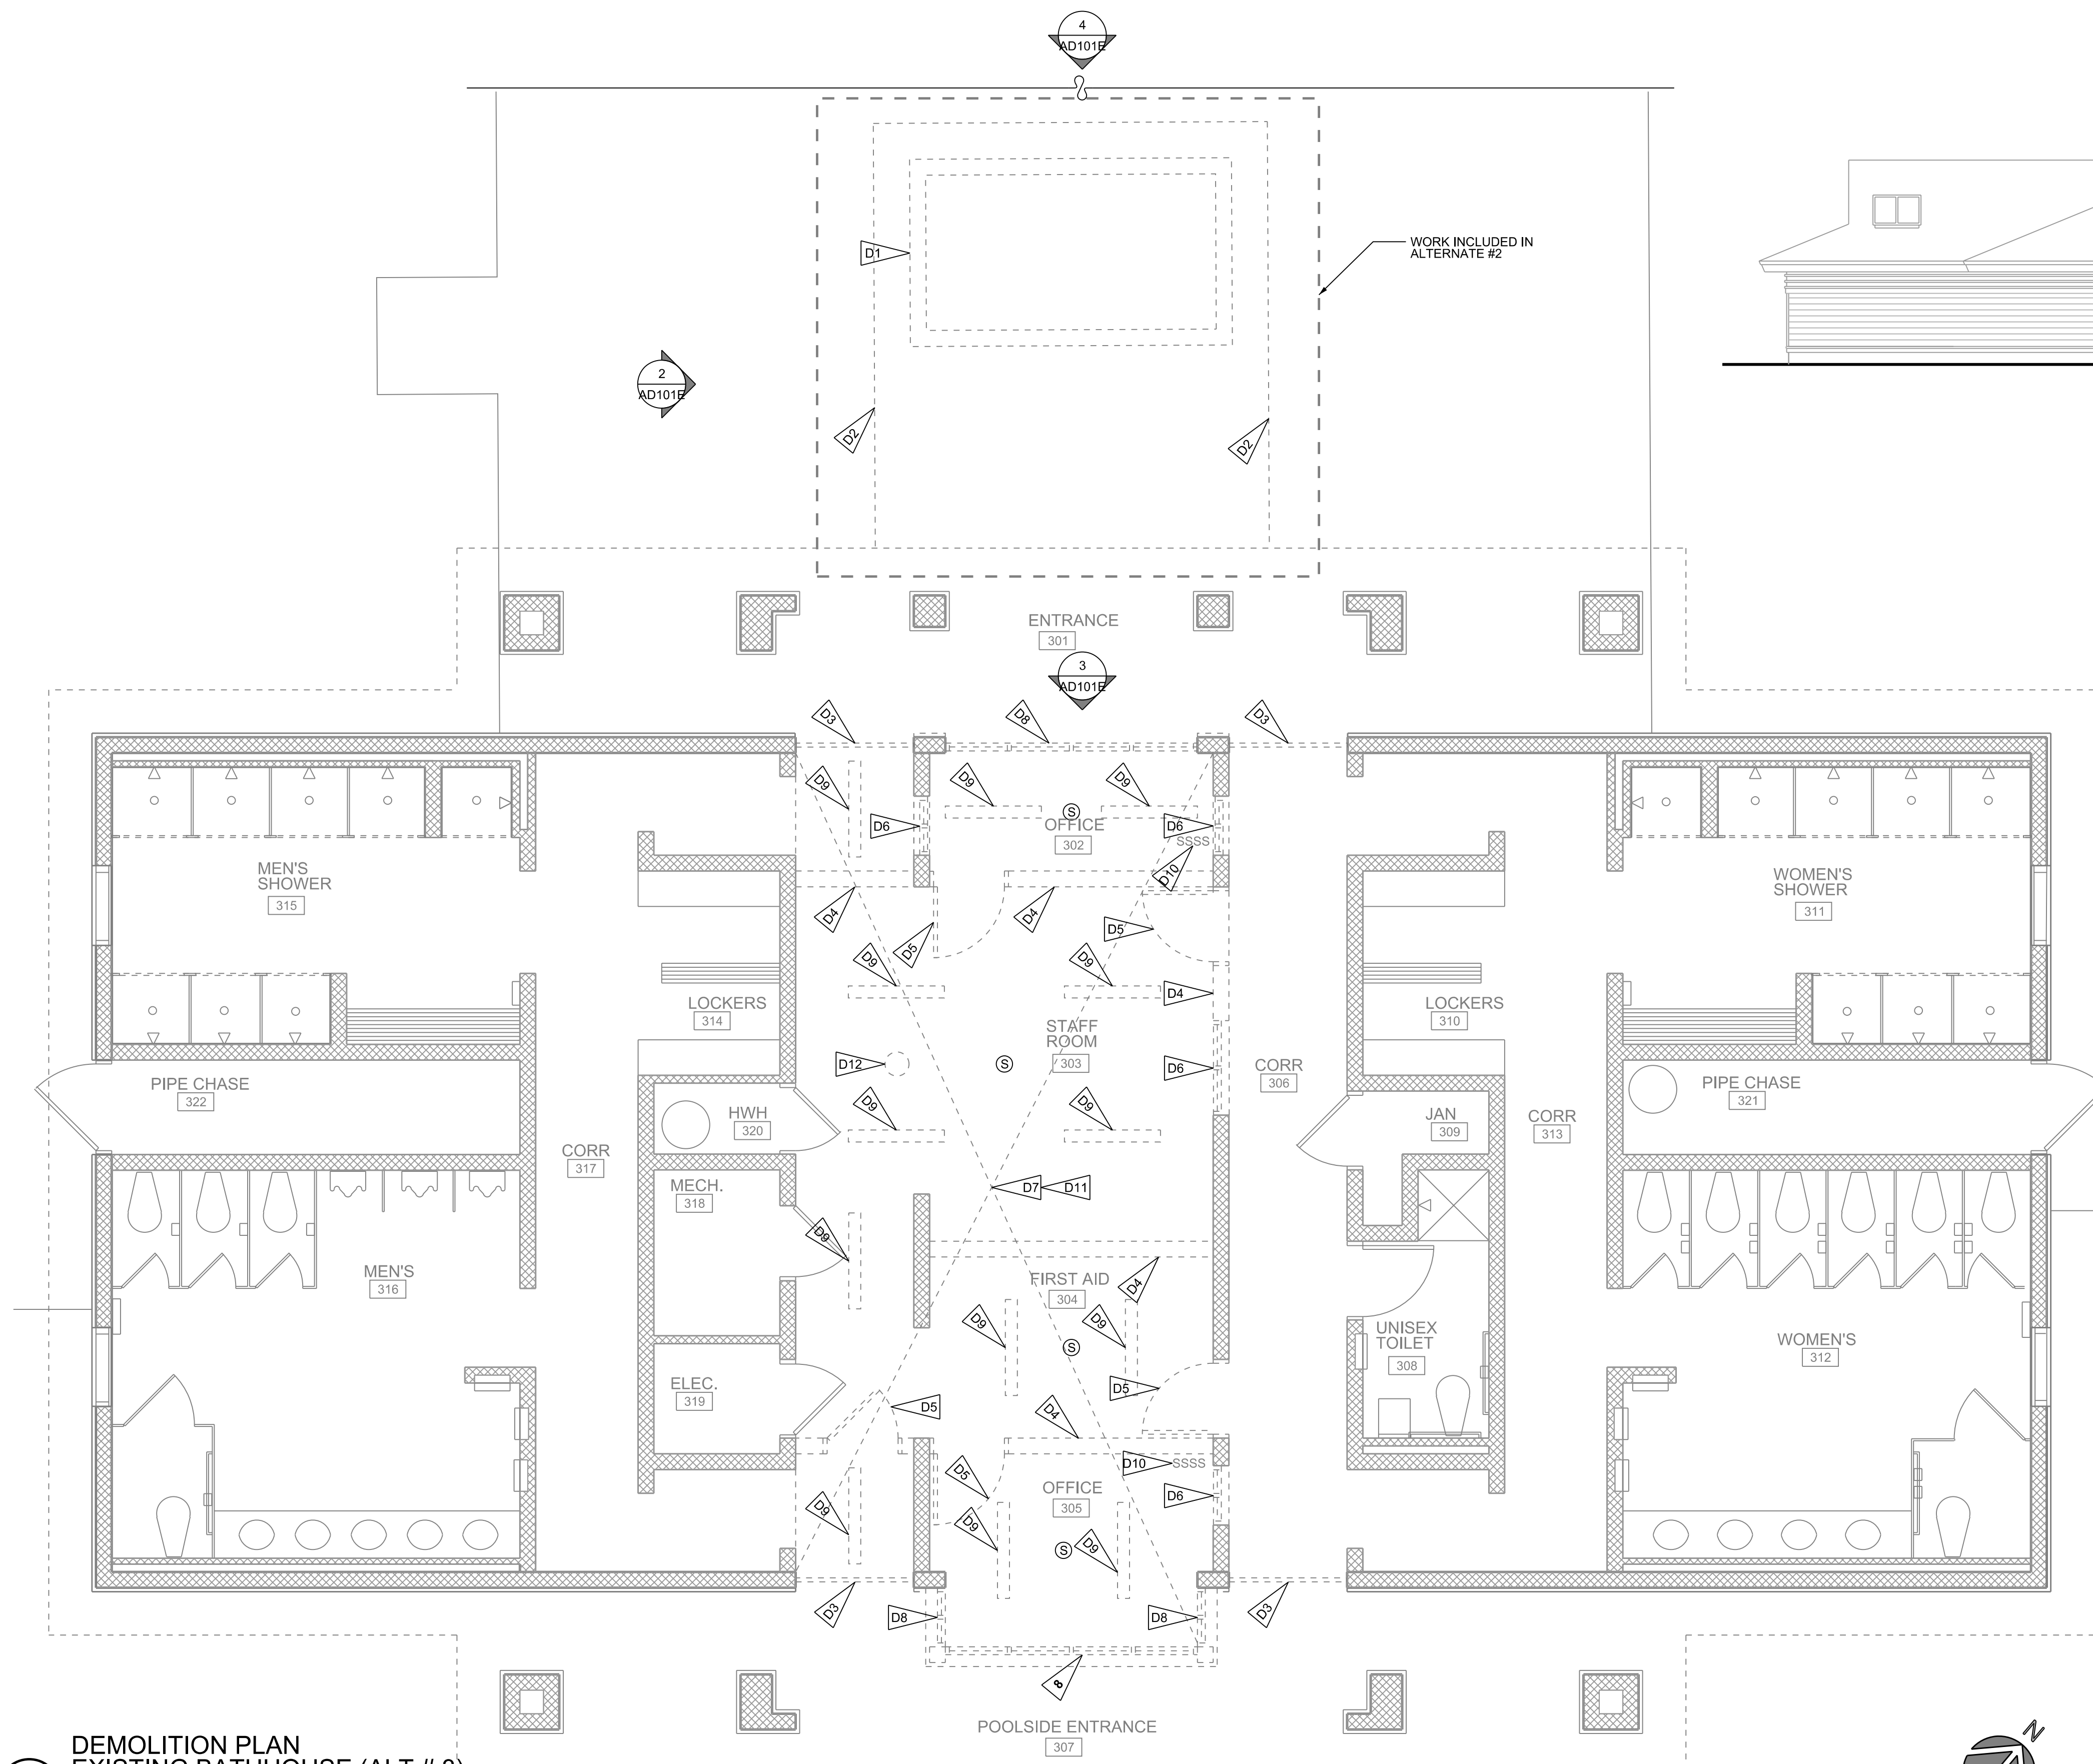 4
AD101E
WORK INCLUDED IN
ALTERNATE #2
D1
2
AD101E
D2
D2
ENTRANCE
301
3
AD101E
D3
D8
D3
D9
D9
D9
D6
S
OFFICE
302
D6
SSSS
D10
MEN'S
SHOWER
315
WOMEN'S
SHOWER
311
D4
D4
D5
D5
D9
D9
D4
LOCKERS
314
LOCKERS
310
STAFF
ROOM
303
D12
S
D6
CORR
306
PIPE CHASE
322
PIPE CHASE
321
HWH
320
D9
D9
JAN
309
CORR
313
CORR
317
MECH.
318
D7
D11
D9
MEN'S
316
FIRST AID
304
D4
D9
D9
S
UNISEX
TOILET
308
WOMEN'S
312
ELEC.
319
D5
D5
D4
D10
SSSS
D5
OFFICE
305
D6
D9
D9
S
D9
D3
D8
D8
D3
8
POOLSIDE ENTRANCE
307
N
DEMOLITION PLAN
EXISTING BATHHOUSE (ALT # 3)